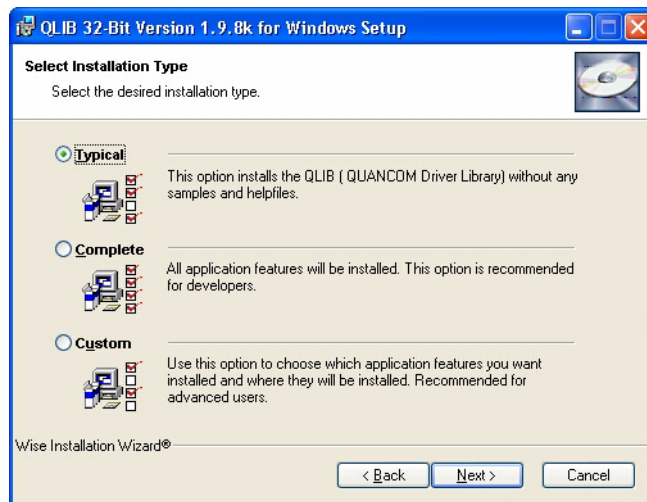 QLIB 32-Bit Version 1.9.8k for Windows Setup
Select Installation Type
Select the desired installation type.
Typical
This option installs the QLIB ( QUANCOM Driver Library) without any
samples and helpfiles.
Complete
All application features will be installed. This option is recommended
for developers.
Custom
Use this option to choose which application features you want
installed and where they will be installed. Recommended for
advanced users.
Wise Installation Wizard®
< Back
Next >
Cancel